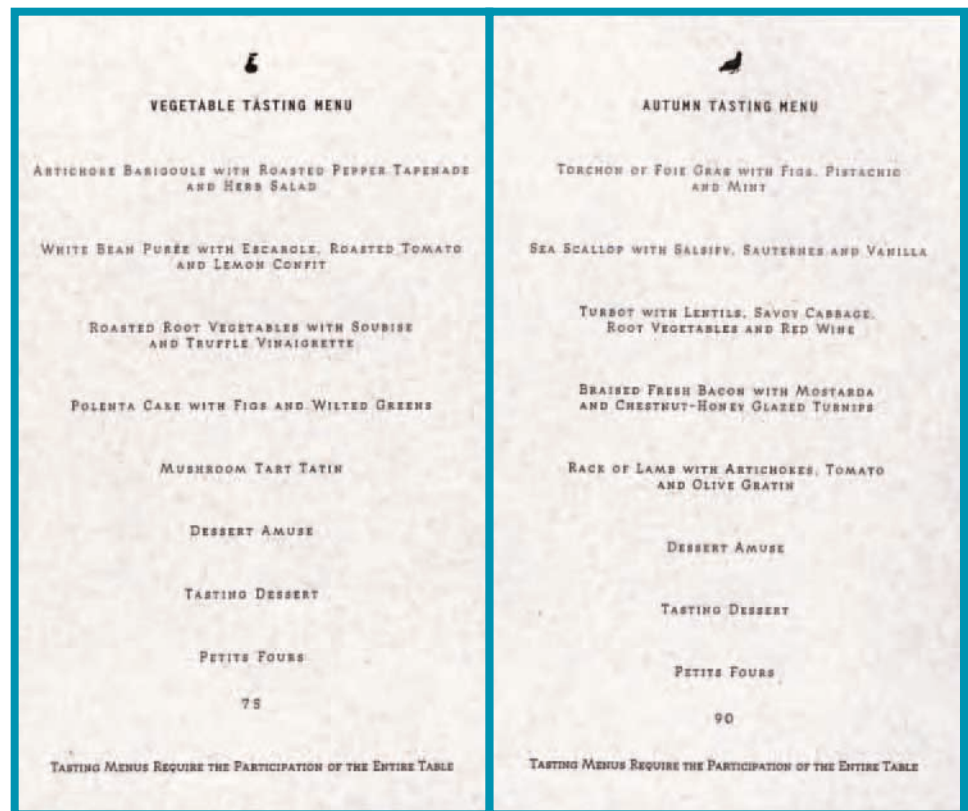 VEGETABLE TASTING MENU
ARTICHOKE BARIGOULE WITH ROASTED PEPPER TAPENADE
AND HERB SALAD
WHITE BEAN PURÉE WITH ESCAROLE, ROASTED TOMATO
AND LEMON CONFIT
ROASTED ROOT VEGETABLES WITH SOUBISE
AND TRUFFLE VINAIGRETTE
POLENTA CAKE WITH FIGS AND WILTED GREENS
MUSHROOM TART TATIN
DESSERT AMUSE
TASTING DESSERT
PETITS FOURS
75
TASTING MENUS REQUIRE THE PARTICIPATION OF THE ENTIRE TABLE
AUTUMN TASTING MENU
TORCHON OF FOIE GRAS WITH FIGS, PISTACHIO
AND MINT
SEA SCALLOP WITH SALSIFY, SAUTERNES AND VANILLA
TURBOT WITH LENTILS, SAVOY CABBAGE,
ROOT VEGETABLES AND RED WINE
BRAISED FRESH BACON WITH MOSTARDA
AND CHESTNUT-HONEY GLAZED TURNIPS
RACK OF LAMB WITH ARTICHOKES, TOMATO
AND OLIVE GRATIN
DESSERT AMUSE
TASTING DESSERT
PETITS FOURS
90
TASTING MENUS REQUIRE THE PARTICIPATION OF THE ENTIRE TABLE